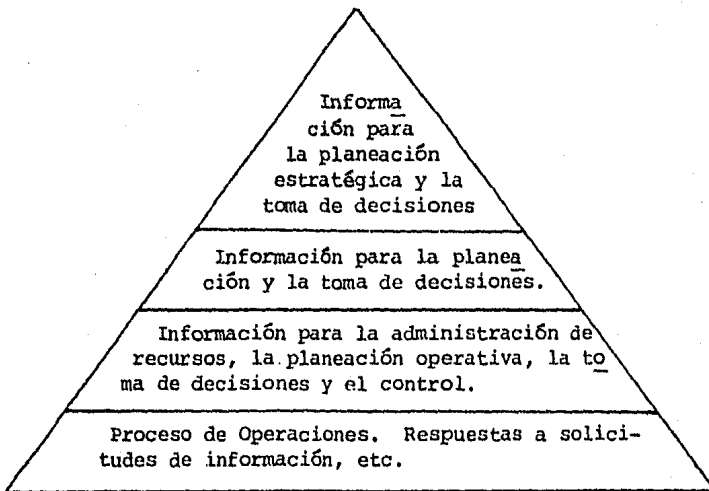 Informa
ción para
la planeación
estratégica y la
toma de decisiones
Información para la planea
ción y la toma de decisiones.
Información para la administración de
recursos, la planeación operativa, la to
ma de decisiones y el control.
Proceso de Operaciones. Respuestas a solici-
tudes de información, etc.